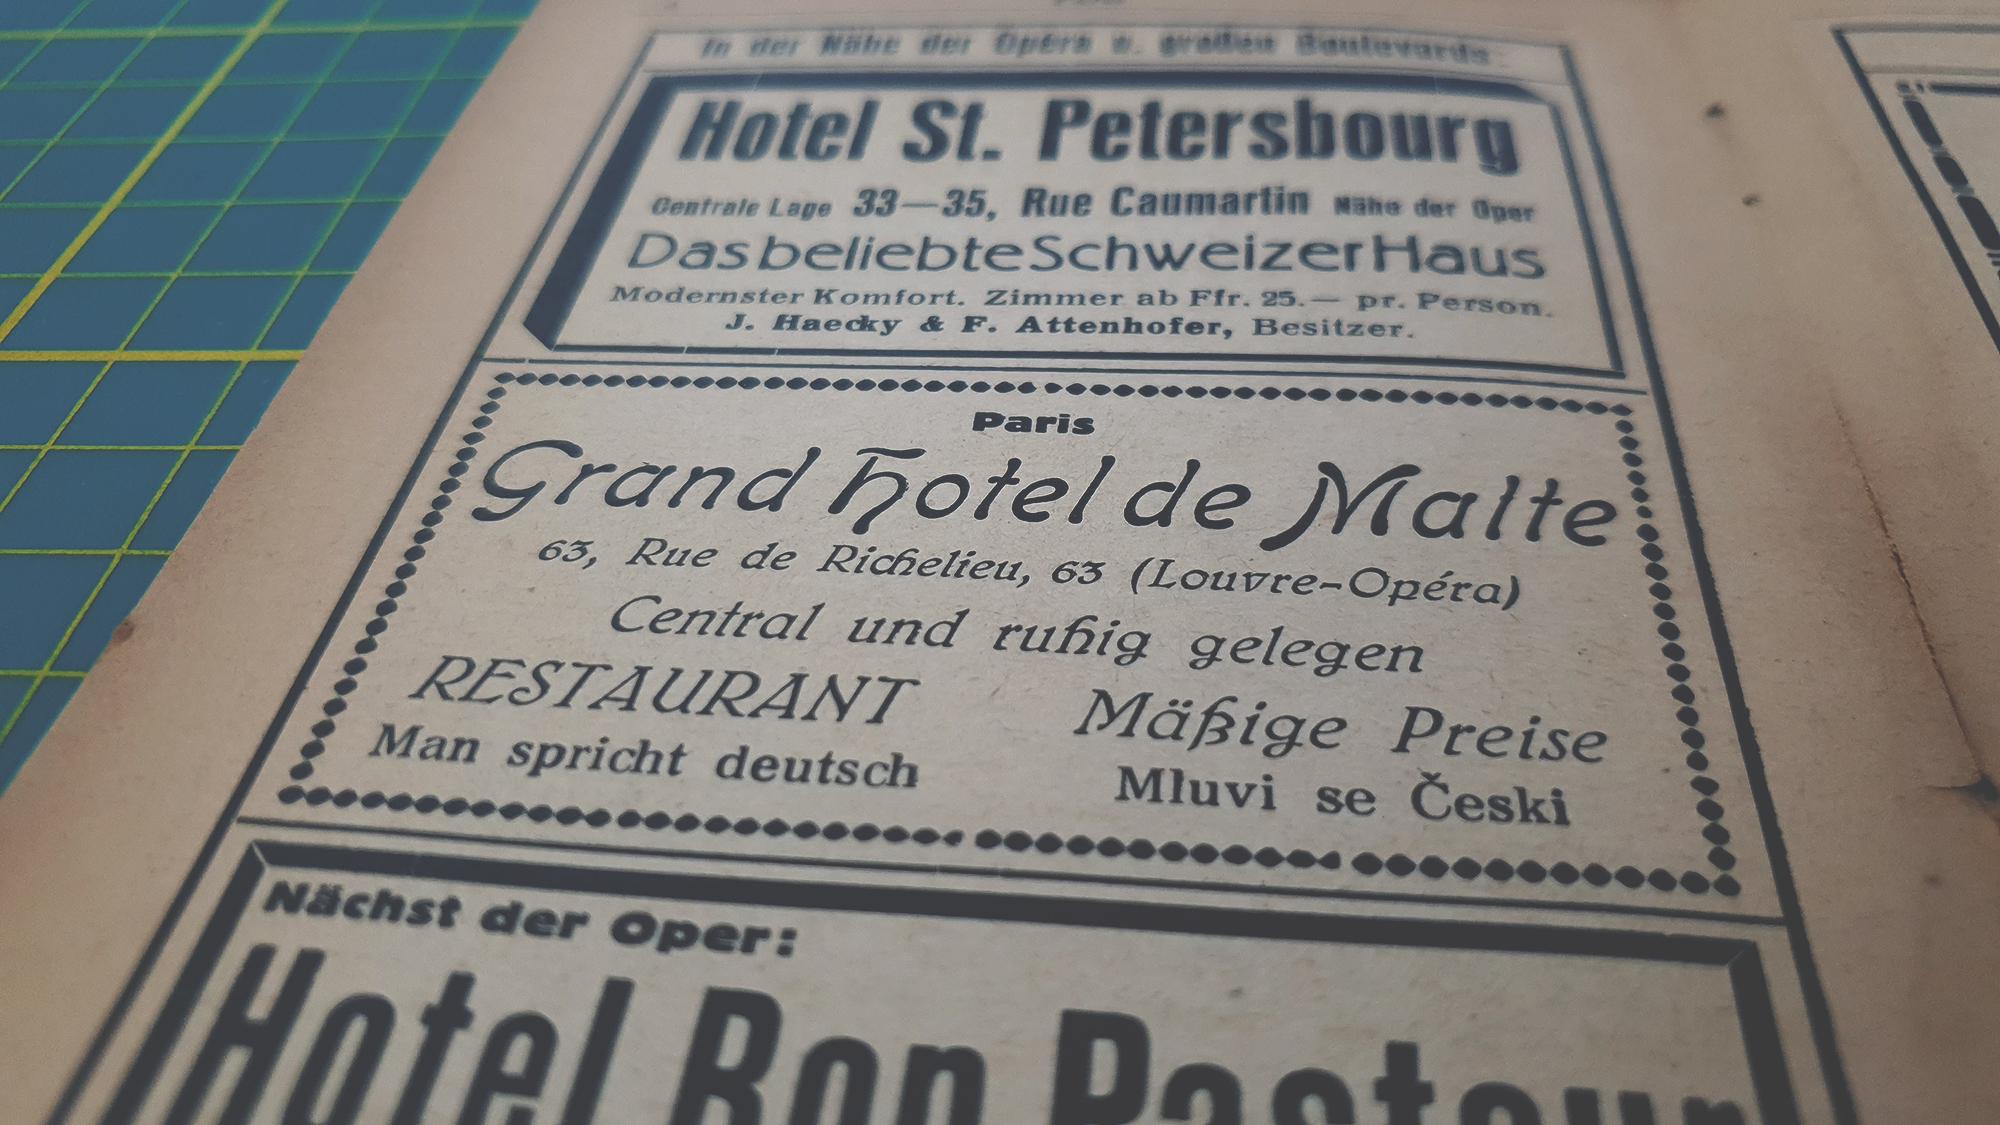 In der Nähe der Opéra u. großen Boulevards
Hotel St. Petersbourg
Centrale Lage 33—35, Rue Caumartin Nähe der Oper
Das beliebte Schweizer Haus
Modernster Komfort. Zimmer ab Ffr. 25.— pr. Person.
J. Haecky & F. Attenhofer, Besitzer.
Paris
Grand Hotel de Malte
63, Rue de Richelieu, 63 (Louvre-Opéra)
Central und ruhig gelegen
RESTAURANT Mäßige Preise
Man spricht deutsch Mluvi se Česki
Nächst der Oper:
Hotel Bon Pasteur